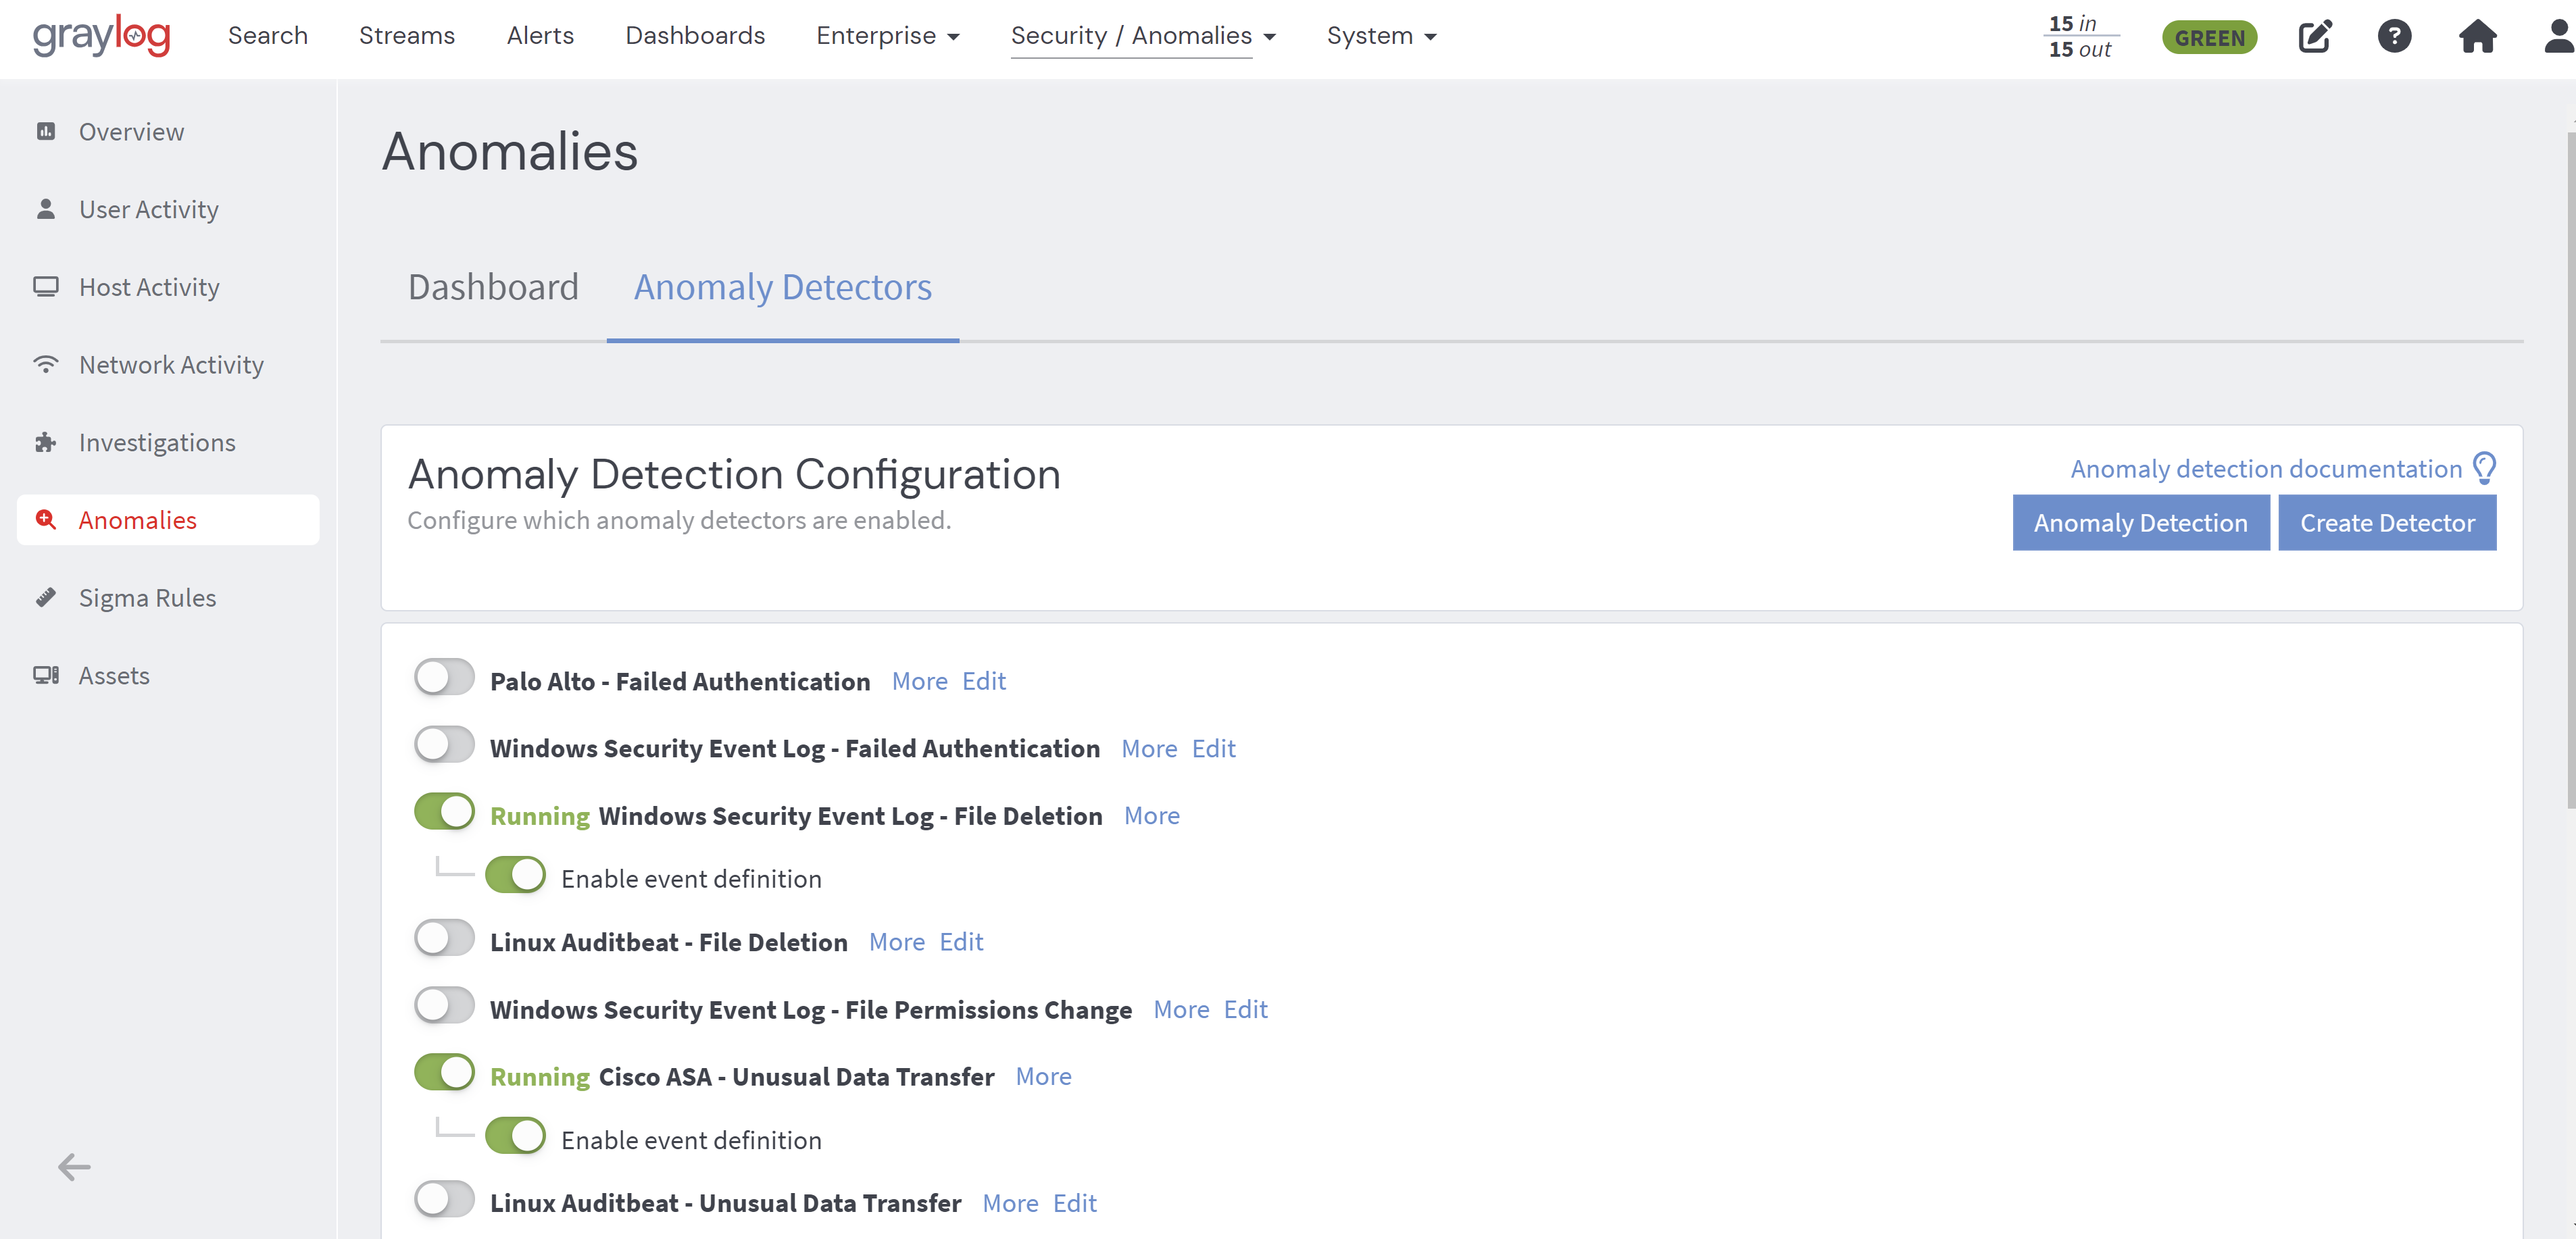 graylog Search Streams Alerts Dashboards Enterprise Security / Anomalies System 15 in GREEN ?
15 out
Overview
User Activity
Host Activity
Network Activity
Investigations
Anomalies
Sigma Rules
Assets
Anomalies
Dashboard Anomaly Detectors
Anomaly Detection Configuration
Configure which anomaly detectors are enabled.
Anomaly detection documentation
Anomaly Detection Create Detector
Palo Alto - Failed Authentication More Edit
Windows Security Event Log - Failed Authentication More Edit
Running Windows Security Event Log - File Deletion More
Enable event definition
Linux Auditbeat - File Deletion More Edit
Windows Security Event Log - File Permissions Change More Edit
Running Cisco ASA - Unusual Data Transfer More
Enable event definition
Linux Auditbeat - Unusual Data Transfer More Edit